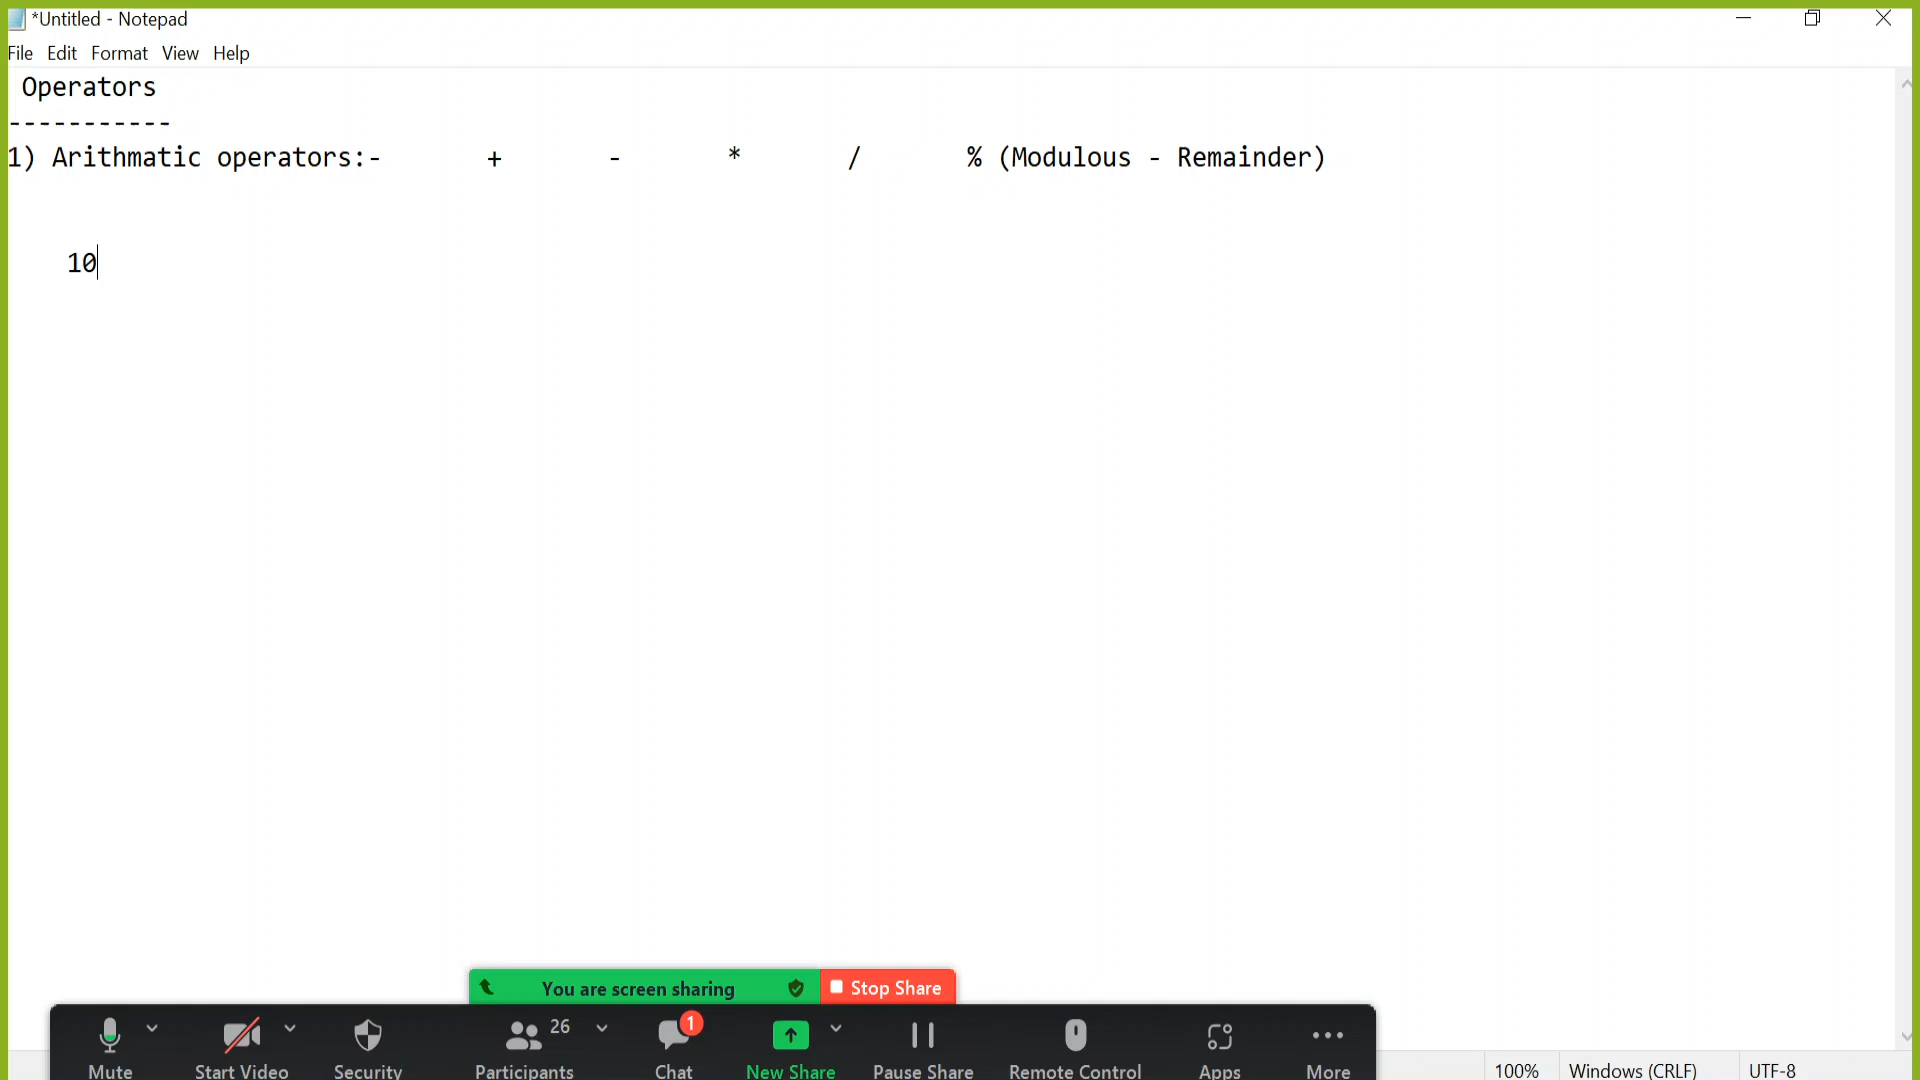 *Untitled - Notepad
File Edit Format View Help
Operators
-----------
1) Arithmatic operators:- + - * / % (Modulous - Remainder)
10
You are screen sharing Stop Share
26 1
Mute Start Video Security Participants Chat New Share Pause Share Remote Control Apps More
100% Windows (CRLF) UTF-8